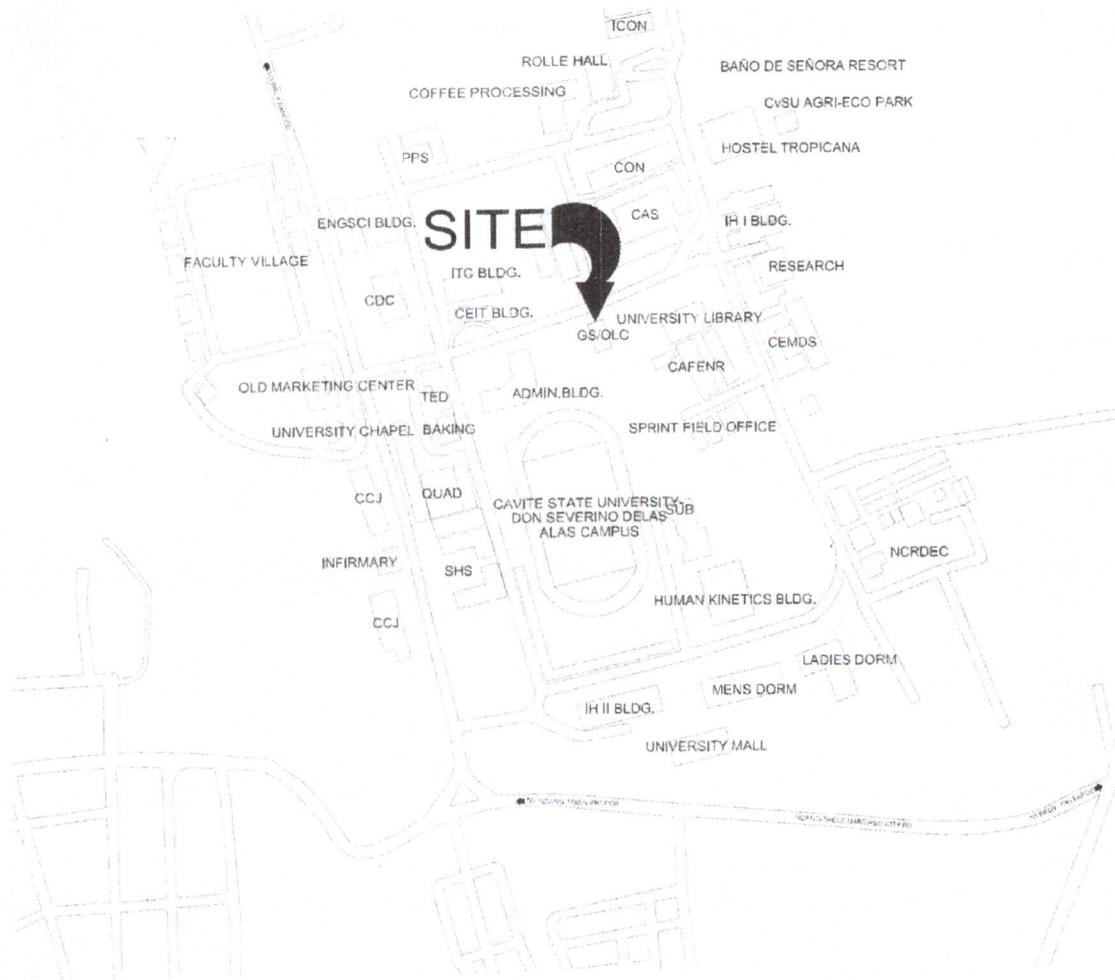 ICON
ROLLE HALL
BAÑO DE SEÑORA RESORT
COFFEE PROCESSING
CvSU AGRI-ECO PARK
HOSTEL TROPICANA
PPS
CON
ENGSCI BLDG.
SITE
CAS
IH I BLDG.
FACULTY VILLAGE
ITC BLDG.
RESEARCH
CDC
CEIT BLDG.
UNIVERSITY LIBRARY
GS/OLC
CEMDS
CAFENR
OLD MARKETING CENTER
TED
ADMIN.BLDG.
UNIVERSITY CHAPEL
BAKING
SPRINT FIELD OFFICE
CCJ
QUAD
CAVITE STATE UNIVERSITY-
DON SEVERINO DELAS
ALAS CAMPUS
SUB
NCRDEC
INFIRMARY
SHS
HUMAN KINETICS BLDG.
CCJ
LADIES DORM
MENS DORM
IH II BLDG.
UNIVERSITY MALL
TO INDANG TOWN PROPER